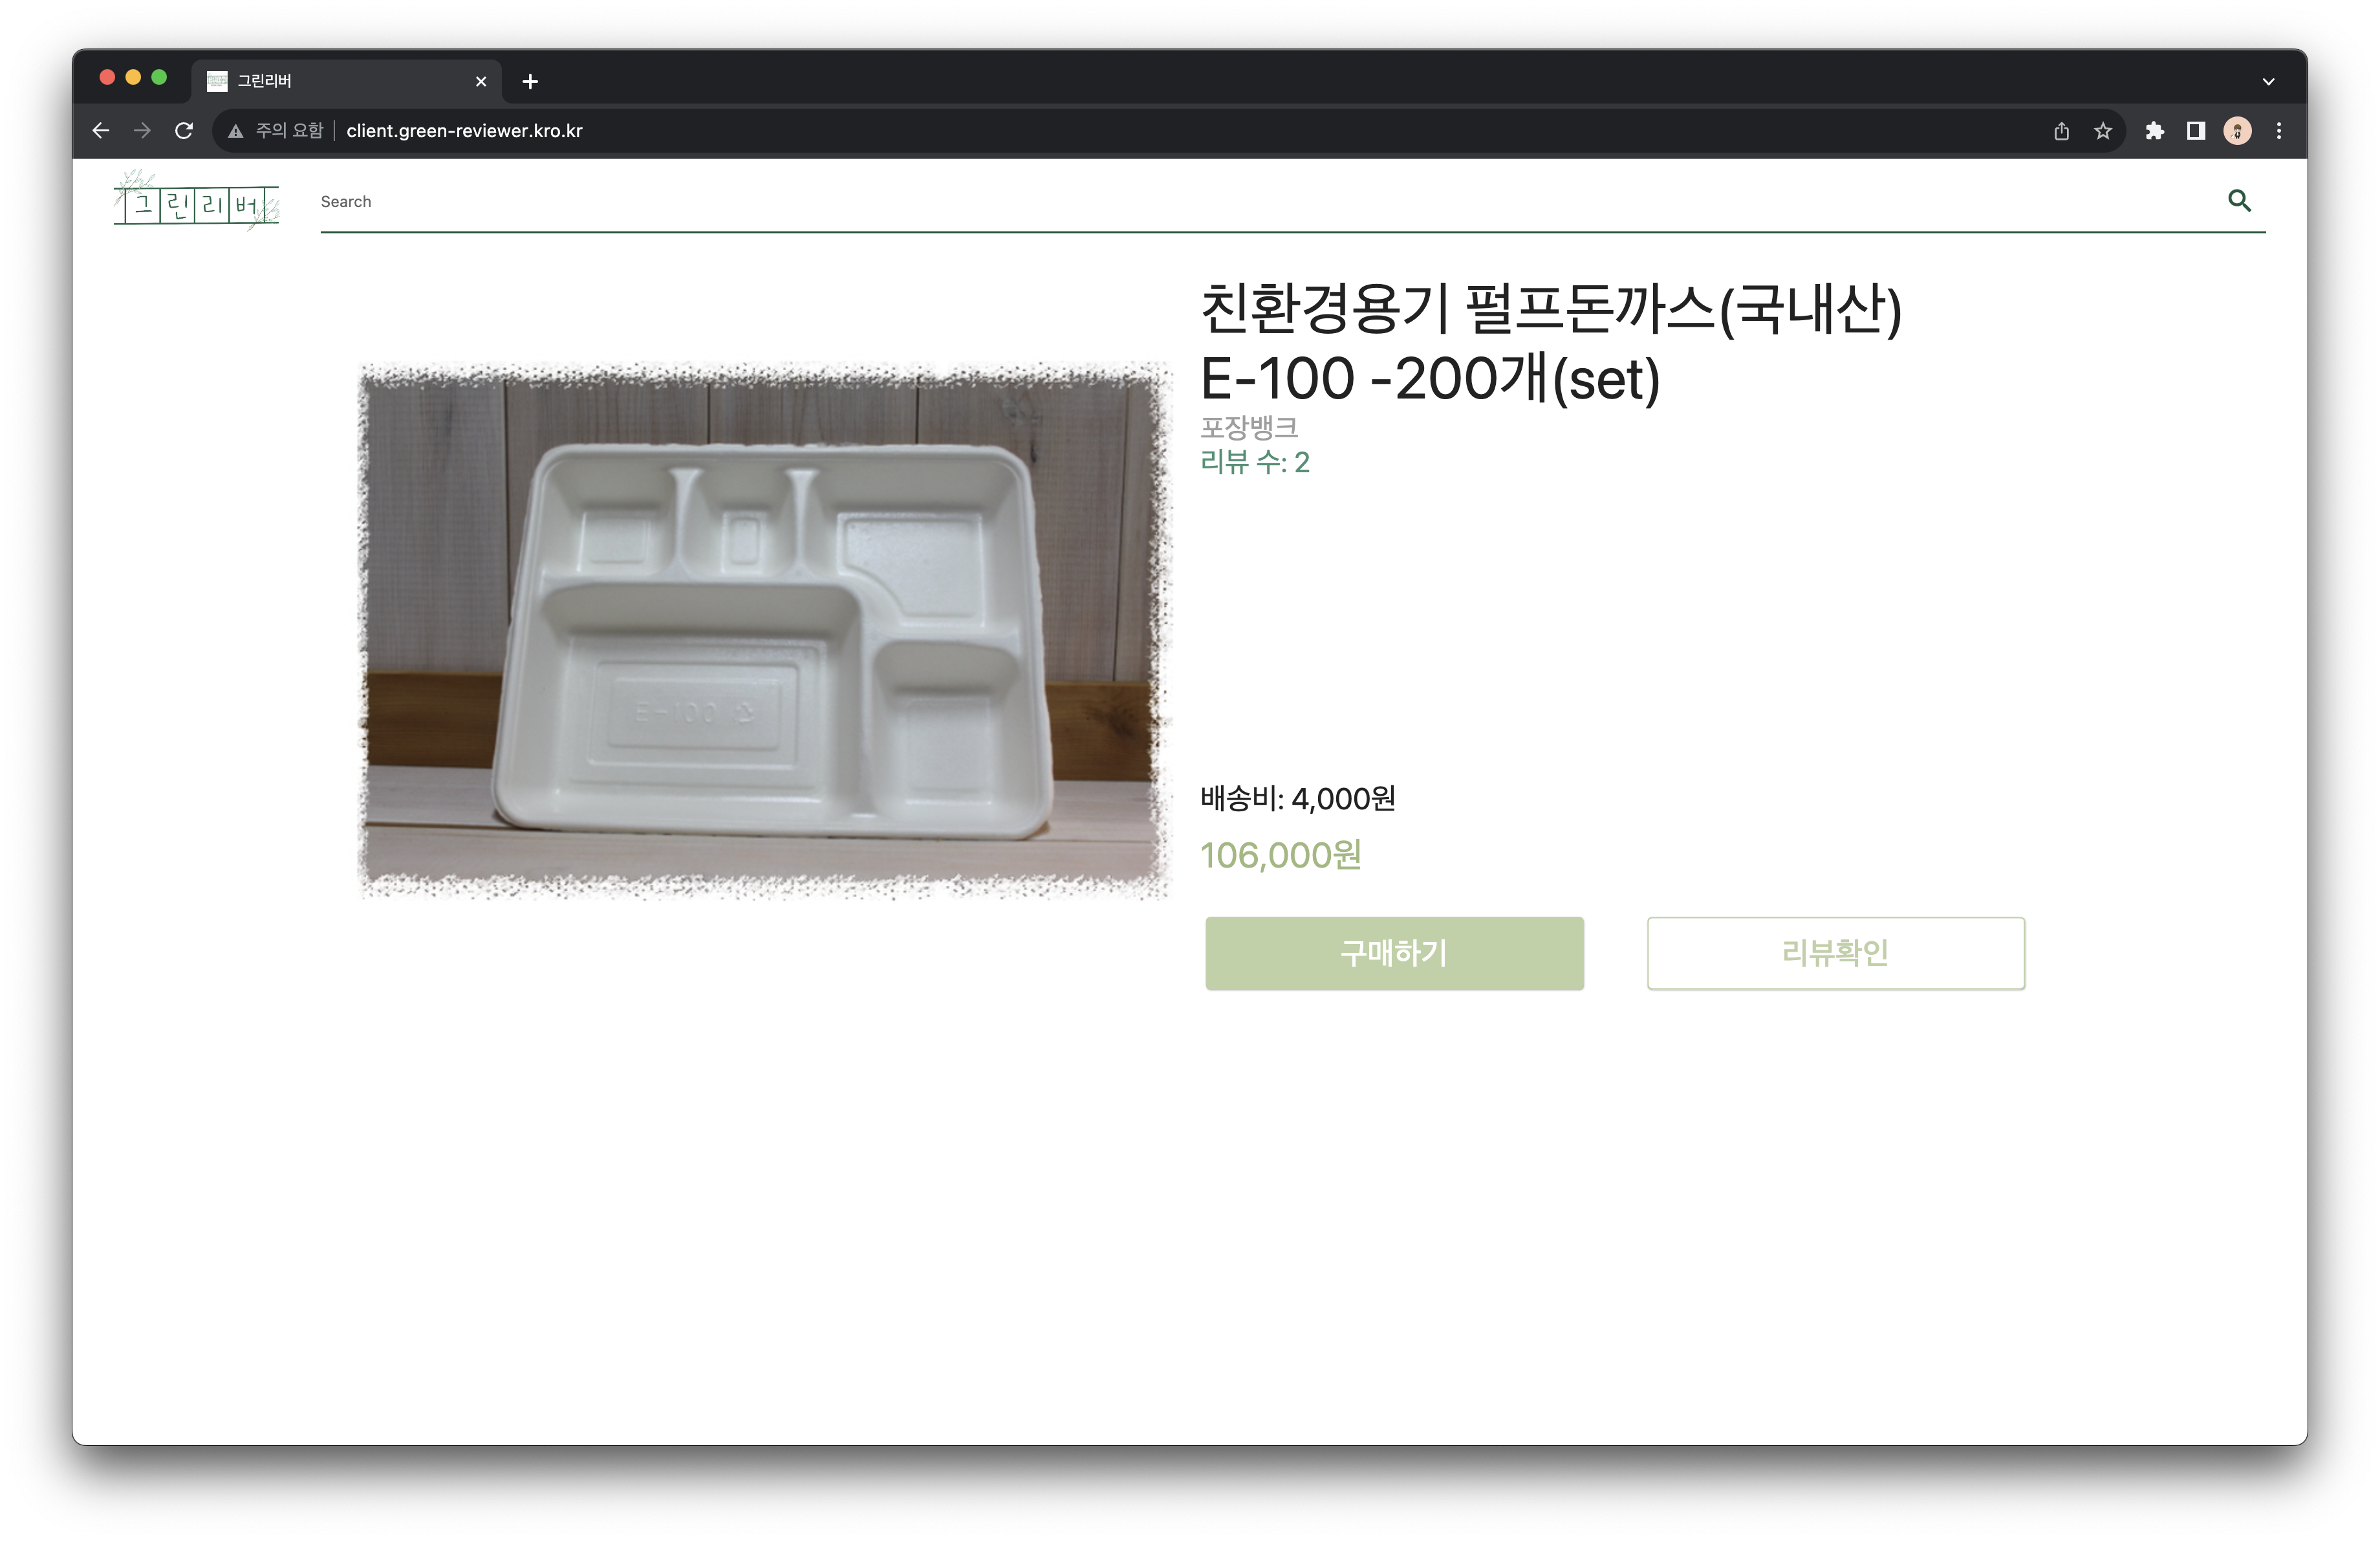 그린리버
주의 요함
client.green-reviewer.kro.kr
그린리버
Search
친환경용기 펄프돈까스(국내산)
E-100 -200개(set)
포장뱅크
리뷰 수: 2
E-100
배송비: 4,000원
106,000원
구매하기
리뷰확인